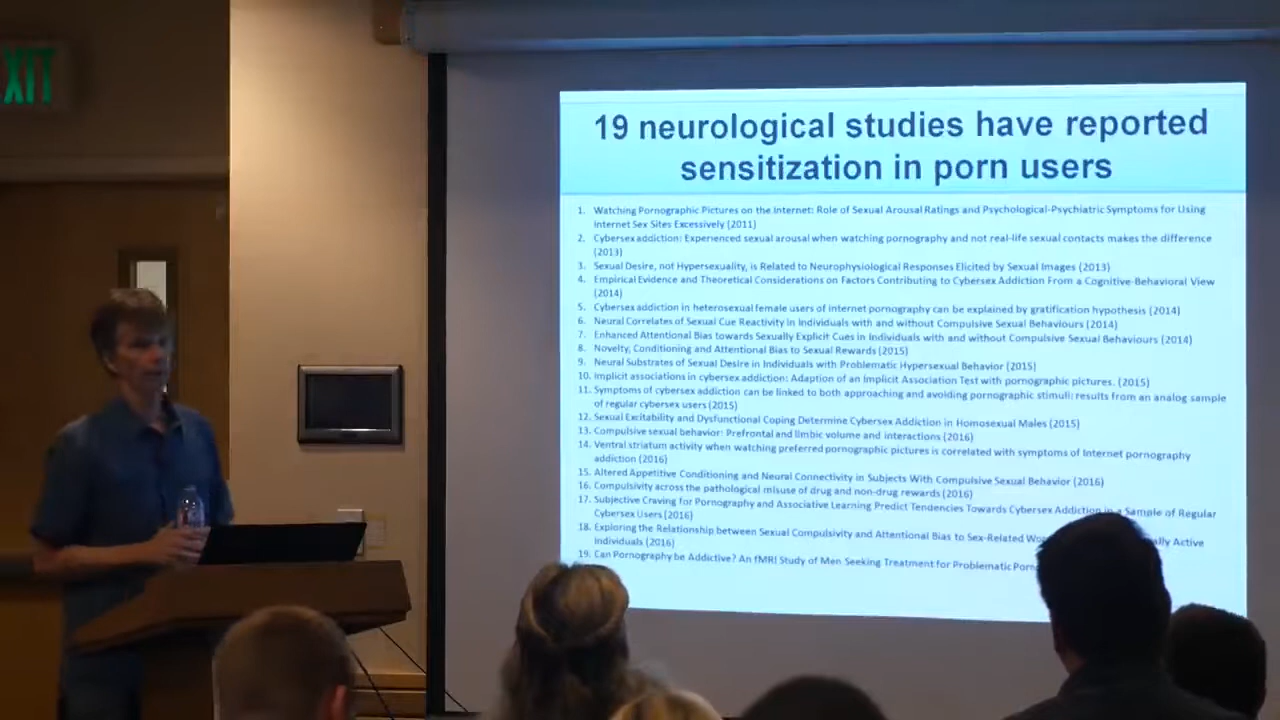 EXIT
19 neurological studies have reported
sensitization in porn users
1. Watching Pornographic Pictures on the Internet: Role of Sexual Arousal Ratings and Psychological-Psychiatric Symptoms for Using
Internet Sex Sites Excessively (2011)
2. Cybersex addiction: Experienced sexual arousal when watching pornography and not real-life sexual contacts makes the difference
(2013)
3. Sexual Desire, not Hypersexuality, is Related to Neurophysiological Responses Elicited by Sexual Images (2013)
4. Empirical Evidence and Theoretical Considerations on Factors Contributing to Cybersex Addiction From a Cognitive-Behavioral View
(2014)
5. Cybersex addiction in heterosexual female users of internet pornography can be explained by gratification hypothesis (2014)
6. Neural Correlates of Sexual Cue Reactivity in Individuals with and without Compulsive Sexual Behaviours (2014)
7. Enhanced Attentional Bias towards Sexually Explicit Cues in Individuals with and without Compulsive Sexual Behaviours (2014)
8. Novelty, Conditioning and Attentional Bias to Sexual Rewards (2015)
9. Neural Substrates of Sexual Desire in Individuals with Problematic Hypersexual Behavior (2015)
10. Implicit associations in cybersex addiction: Adaption of an Implicit Association Test with pornographic pictures. (2015)
11. Symptoms of cybersex addiction can be linked to both approaching and avoiding pornographic stimuli: results from an analog sample
of regular cybersex users (2015)
12. Sexual Excitability and Dysfunctional Coping Determine Cybersex Addiction in Homosexual Males (2015)
13. Compulsive sexual behavior: Prefrontal and limbic volume and interactions (2016)
14. Ventral striatum activity when watching preferred pornographic pictures is correlated with symptoms of Internet pornography
addiction (2016)
15. Altered Appetitive Conditioning and Neural Connectivity in Subjects With Compulsive Sexual Behavior (2016)
16. Compulsivity across the pathological misuse of drug and non-drug rewards (2016)
17. Subjective Craving for Pornography and Associative Learning Predict Tendencies Towards Cybersex Addiction in a Sample of Regular
Cybersex Users (2016)
18. Exploring the Relationship between Sexual Compulsivity and Attentional Bias to Sex-Related Active
Individuals (2016)
19. Can Pornography be Addictive? An fMRI Study of Men Seeking Treatment for Problematic